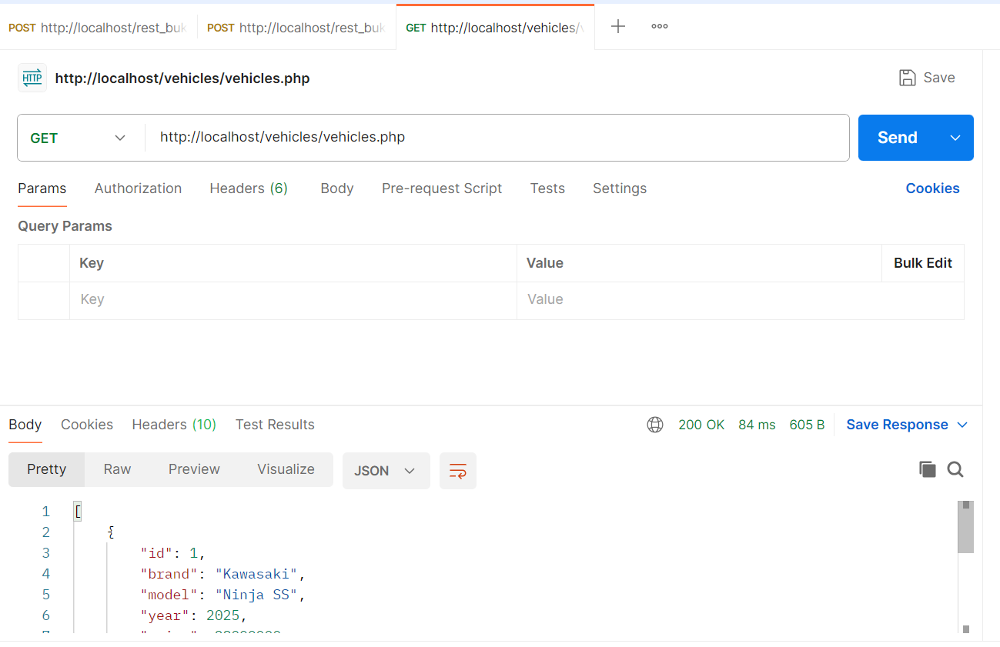 POST http://localhost/rest_buk POST http://localhost/rest_buk GET http://localhost/vehicles/
HTTP http://localhost/vehicles/vehicles.php Save
GET http://localhost/vehicles/vehicles.php Send
Params Authorization Headers (6) Body Pre-request Script Tests Settings Cookies
Query Params
Key Value Bulk Edit
Key Value
Body Cookies Headers (10) Test Results 200 OK 84 ms 605 B Save Response
Pretty Raw Preview Visualize JSON
1 [
2 {
3 "id": 1,
4 "brand": "Kawasaki",
5 "model": "Ninja SS",
6 "year": 2025,